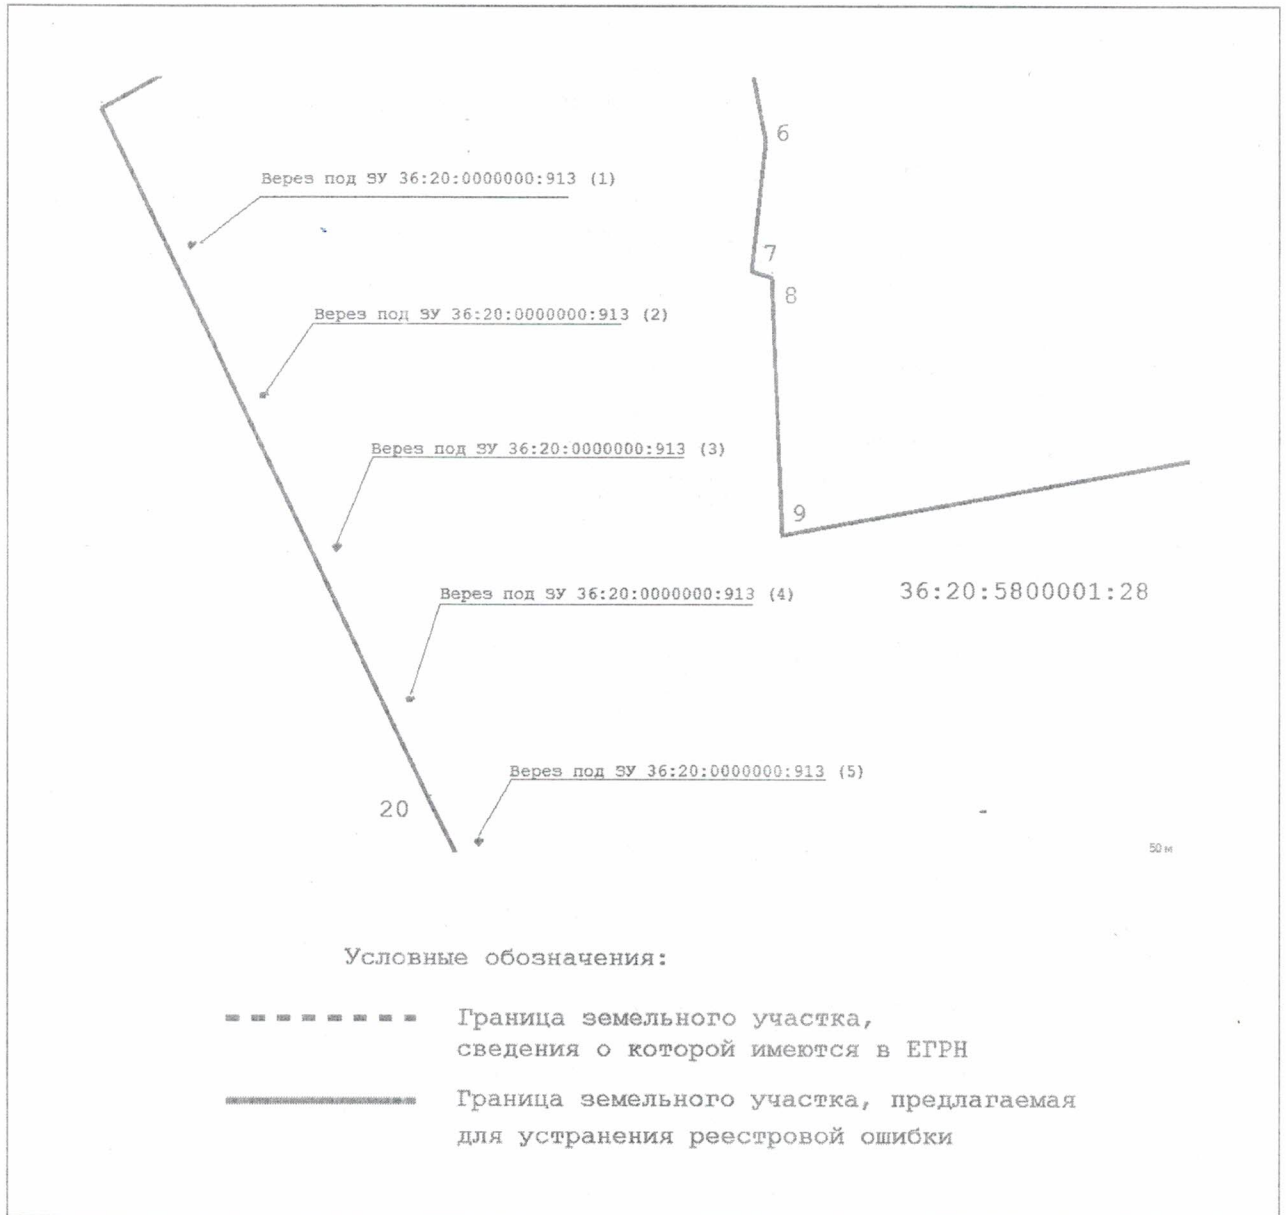 6
Верез под ЗУ 36:20:0000000:913 (1)
7
8
Верез под ЗУ 36:20:0000000:913 (2)
Верез под ЗУ 36:20:0000000:913 (3)
9
Верез под ЗУ 36:20:0000000:913 (4)
36:20:5800001:28
Верез под ЗУ 36:20:0000000:913 (5)
20
50 м
Условные обозначения:
Граница земельного участка,
сведения о которой имеются в ЕГРН
Граница земельного участка, предлагаемая
для устранения реестровой ошибки